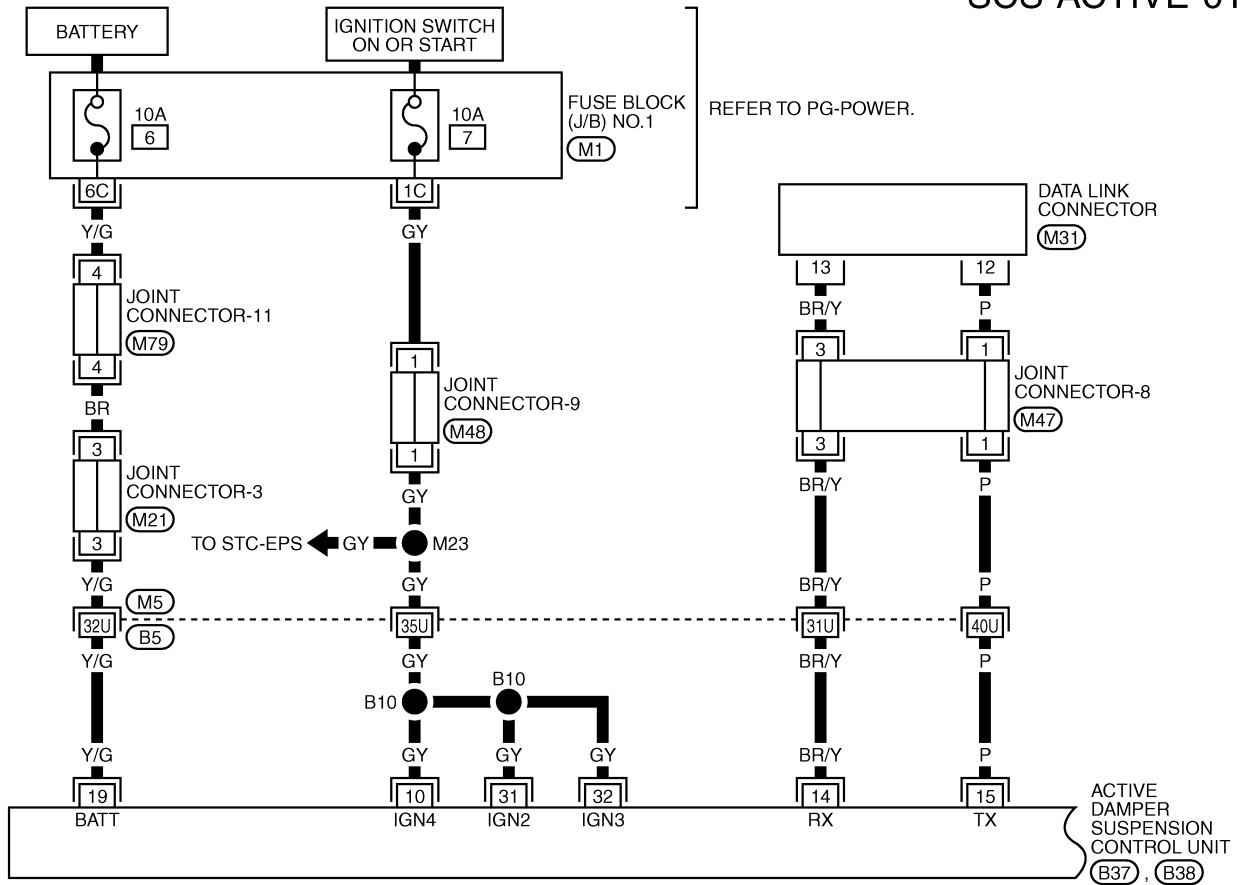 BATTERY
IGNITION SWITCH
ON OR START
10A
6
10A
7
FUSE BLOCK
(J/B) NO.1
M1
REFER TO PG-POWER.
6C
1C
Y/G
GY
DATA LINK
CONNECTOR
M31
13
12
BR/Y
P
4
JOINT
CONNECTOR-11
M79
4
BR
1
JOINT
CONNECTOR-9
M48
1
GY
3
1
JOINT
CONNECTOR-8
M47
3
1
BR/Y
P
3
JOINT
CONNECTOR-3
M21
3
TO STC-EPS
GY
M23
Y/G
GY
BR/Y
P
M5
32U
35U
31U
40U
B5
Y/G
GY
BR/Y
P
B10
B10
Y/G
GY
GY
GY
BR/Y
P
19
10
31
32
14
15
BATT
IGN4
IGN2
IGN3
RX
TX
ACTIVE
DAMPER
SUSPENSION
CONTROL UNIT
B37 , B38